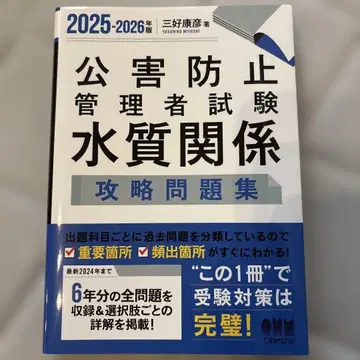 2025-2026年版 三好康彦 著
YASUHIKO MIYOSHI
公害防止
管理者試験
水質関係
攻略問題集
出題科目ごとに過去問題を分類しているので
重要箇所 頻出箇所 がすぐにわかる!
最新2024年まで
6年分の全問題を
収録&選択肢ごとの
詳解を掲載!
"この1冊"で
受験対策は
完璧!
OHM
Ohmsha